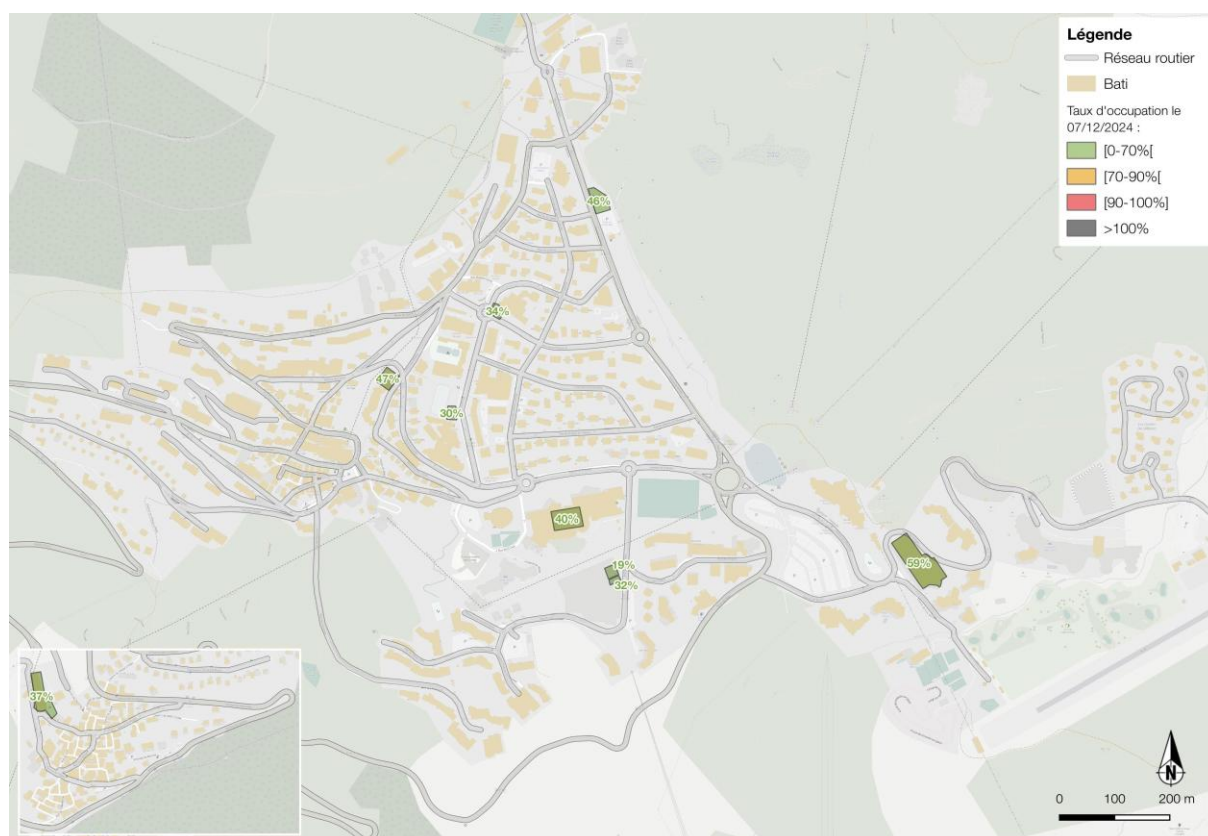 Légende
Réseau routier
Bati
Taux d'occupation le
07/12/2024 :
[0-70%[
[70-90%[
[90-100%]
>100%
46%
34%
47%
30%
40%
19%
32%
59%
37%
N
0 100 200 m